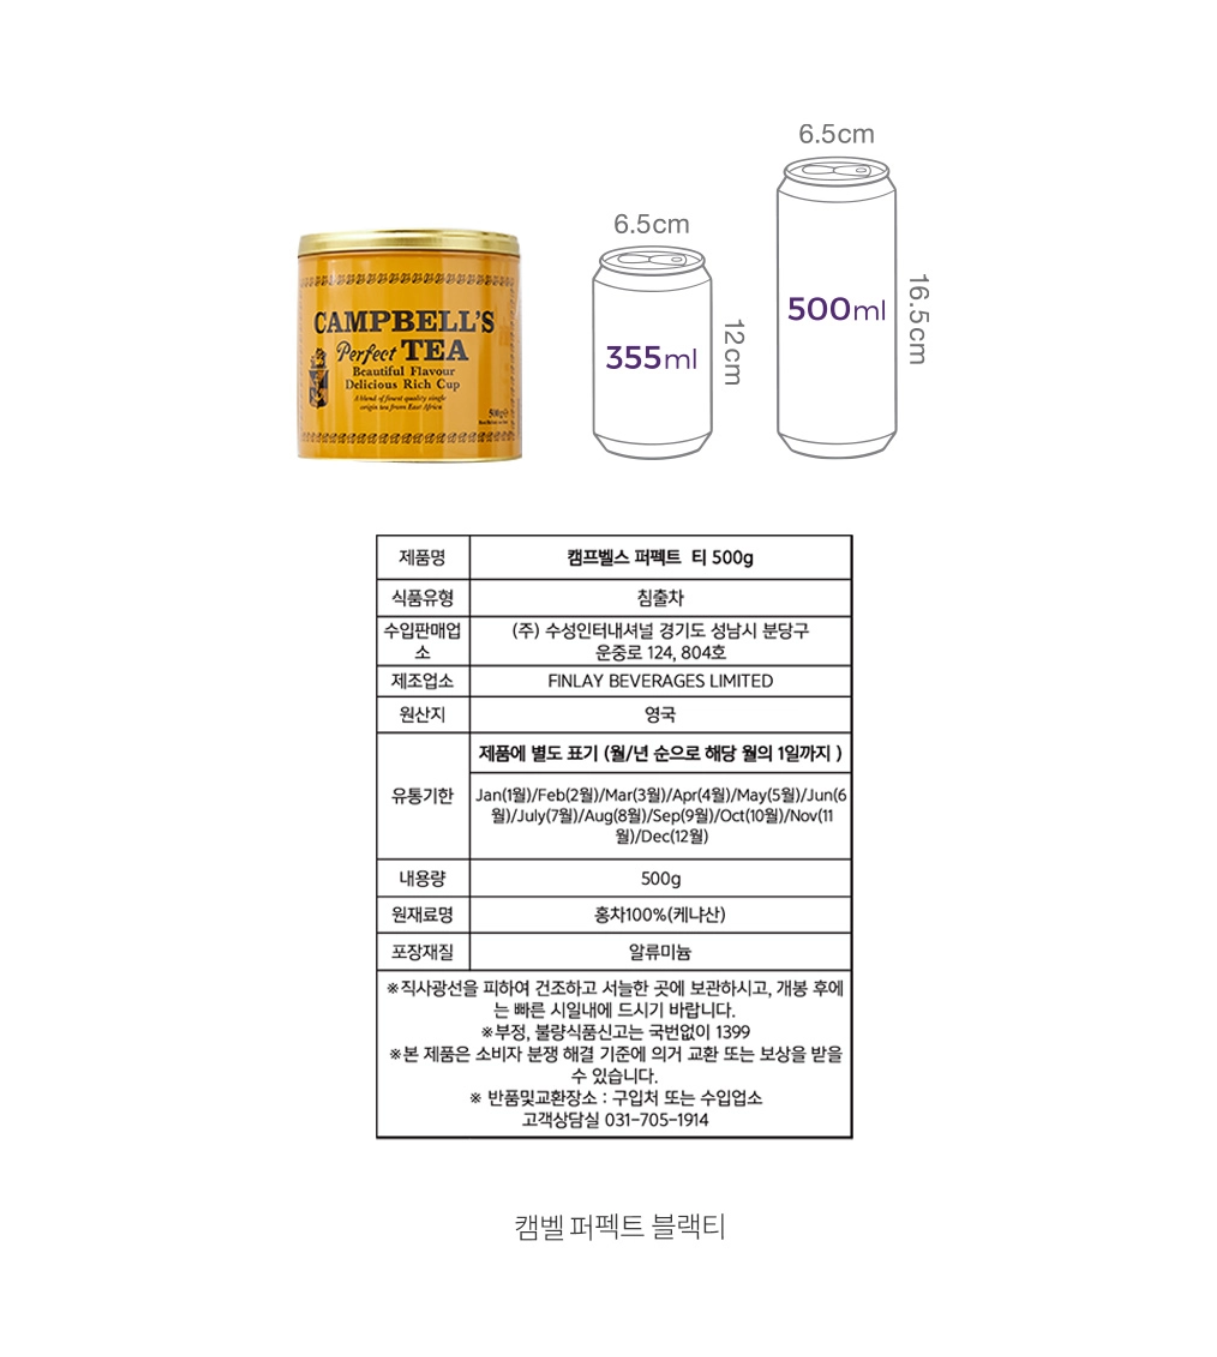 6.5cm
6.5cm
CAMPBELL'S
Perfect TEA
Beautiful Flavour
Delicious Rich Cup
A blend of finest quality single
origin tea from East Africa
500g e
355ml
12cm
500ml
16.5cm
제품명 캠프벨스 퍼펙트 티 500g
식품유형 침출차
수입판매업
소
(주) 수성인터내셔널 경기도 성남시 분당구
운중로 124, 804호
제조업소 FINLAY BEVERAGES LIMITED
원산지 영국
유통기한
제품에 별도 표기 (월/년 순으로 해당 월의 1일까지 )
Jan(1월)/Feb(2월)/Mar(3월)/Apr(4월)/May(5월)/Jun(6
월)/July(7월)/Aug(8월)/Sep(9월)/Oct(10월)/Nov(11
월)/Dec(12월)
내용량 500g
원재료명 홍차100%(케냐산)
포장재질 알류미늄
※직사광선을 피하여 건조하고 서늘한 곳에 보관하시고, 개봉 후에
는 빠른 시일내에 드시기 바랍니다.
※부정, 불량식품신고는 국번없이 1399
※본 제품은 소비자 분쟁 해결 기준에 의거 교환 또는 보상을 받을
수 있습니다.
※ 반품및교환장소 : 구입처 또는 수입업소
고객상담실 031-705-1914
캠벨 퍼펙트 블랙티